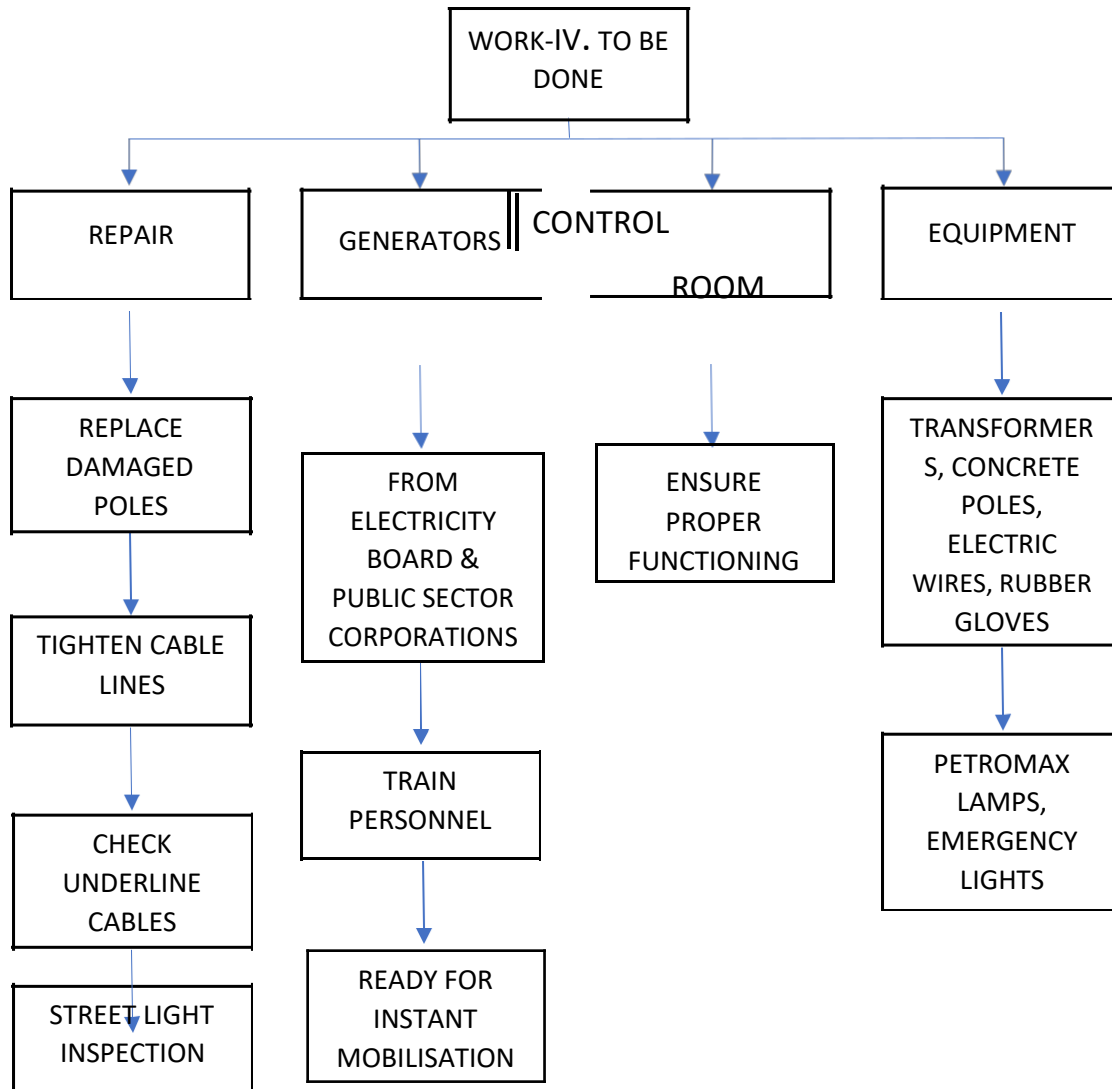 WORK-IV. TO BE
DONE
REPAIR
GENERATORS
CONTROL
ROOM
EQUIPMENT
REPLACE
DAMAGED
POLES
TIGHTEN CABLE
LINES
CHECK
UNDERLINE
CABLES
STREET LIGHT
INSPECTION
FROM
ELECTRICITY
BOARD &
PUBLIC SECTOR
CORPORATIONS
TRAIN
PERSONNEL
READY FOR
INSTANT
MOBILISATION
ENSURE
PROPER
FUNCTIONING
TRANSFORMER
S, CONCRETE
POLES,
ELECTRIC
WIRES, RUBBER
GLOVES
PETROMAX
LAMPS,
EMERGENCY
LIGHTS